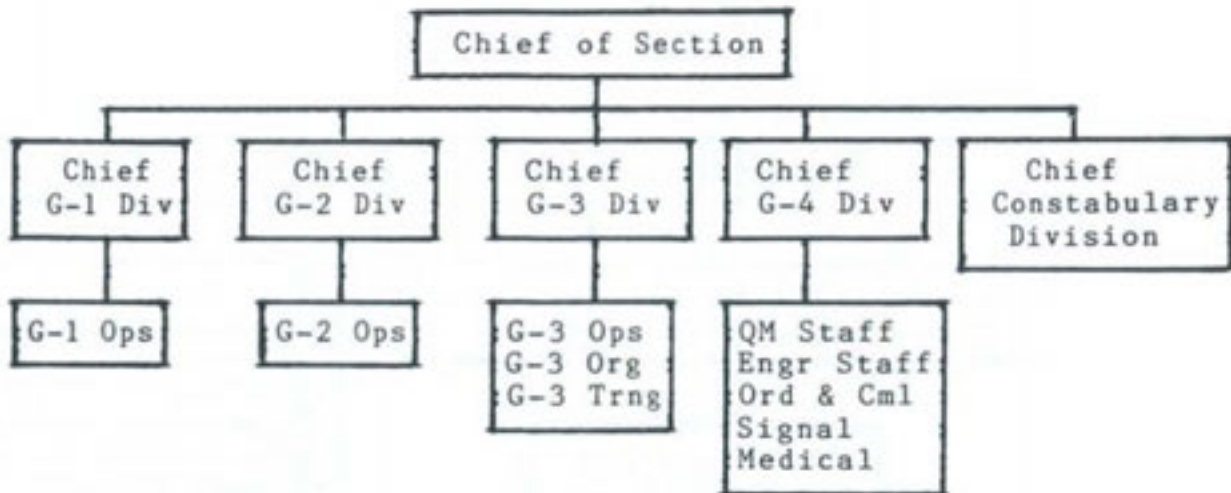 Chief of Section
Chief
G-1 Div
Chief
G-2 Div
Chief
G-3 Div
Chief
G-4 Div
Chief
Constabulary
Division
G-1 Ops
G-2 Ops
G-3 Ops
G-3 Org
G-3 Trng
QM Staff
Engr Staff
Ord & Cml
Signal
Medical